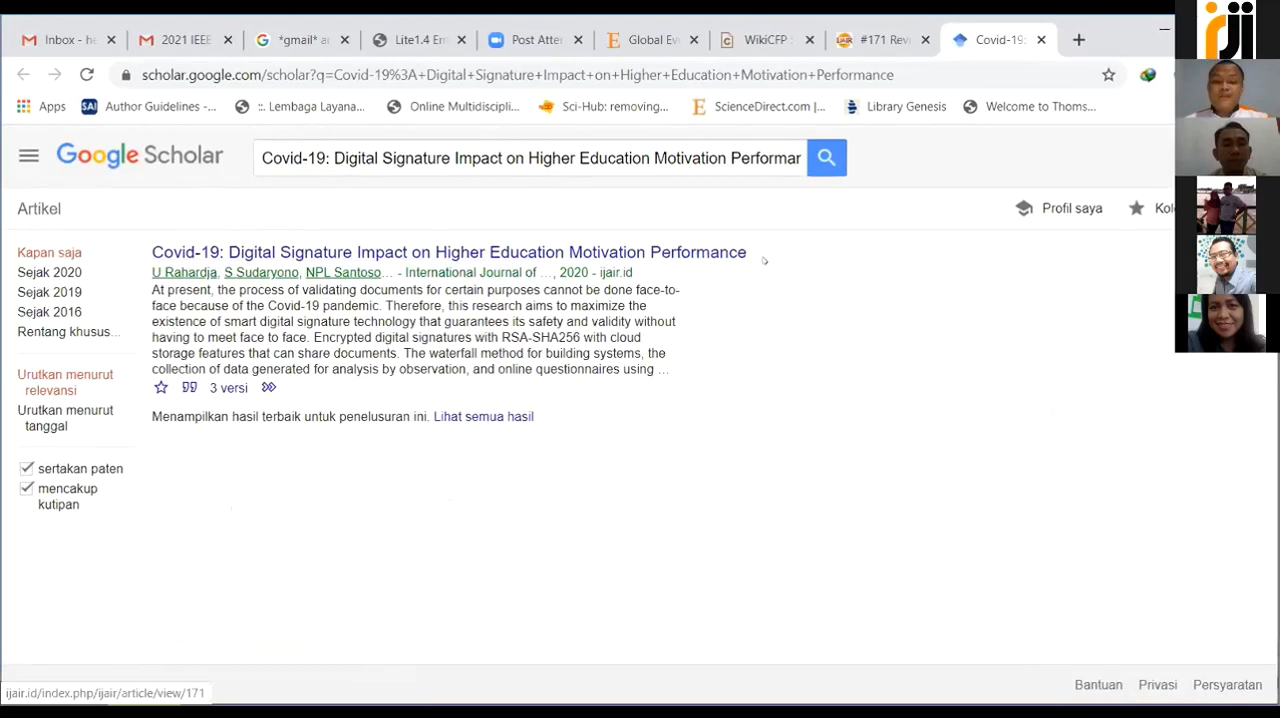 Inbox - he
2021 IEEE
*gmail* a
Lite1.4 Em
Post Atter
Global Ev
WikiCFP :
#171 Rev
Covid-19:
scholar.google.com/scholar?q=Covid-19%3A+Digital+Signature+Impact+on+Higher+Education+Motivation+Performance
Apps
SAI
Author Guidelines -...
:: Lembaga Layana...
Online Multidiscipli...
Sci-Hub: removing...
ScienceDirect.com |...
Library Genesis
Welcome to Thoms...
rji
Google Scholar
Covid-19: Digital Signature Impact on Higher Education Motivation Performar
Artikel
Profil saya
Kol
Kapan saja
Sejak 2020
Sejak 2019
Sejak 2016
Rentang khusus...
Urutkan menurut
relevansi
Urutkan menurut
tanggal
sertakan paten
mencakup
kutipan
Covid-19: Digital Signature Impact on Higher Education Motivation Performance
U Rahardja, S Sudaryono, NPL Santoso... - International Journal of ..., 2020 - ijair.id
At present, the process of validating documents for certain purposes cannot be done face-to-
face because of the Covid-19 pandemic. Therefore, this research aims to maximize the
existence of smart digital signature technology that guarantees its safety and validity without
having to meet face to face. Encrypted digital signatures with RSA-SHA256 with cloud
storage features that can share documents. The waterfall method for building systems, the
collection of data generated for analysis by observation, and online questionnaires using ...
3 versi
Menampilkan hasil terbaik untuk penelusuran ini. Lihat semua hasil
ijair.id/index.php/ijair/article/view/171
Bantuan
Privasi
Persyaratan